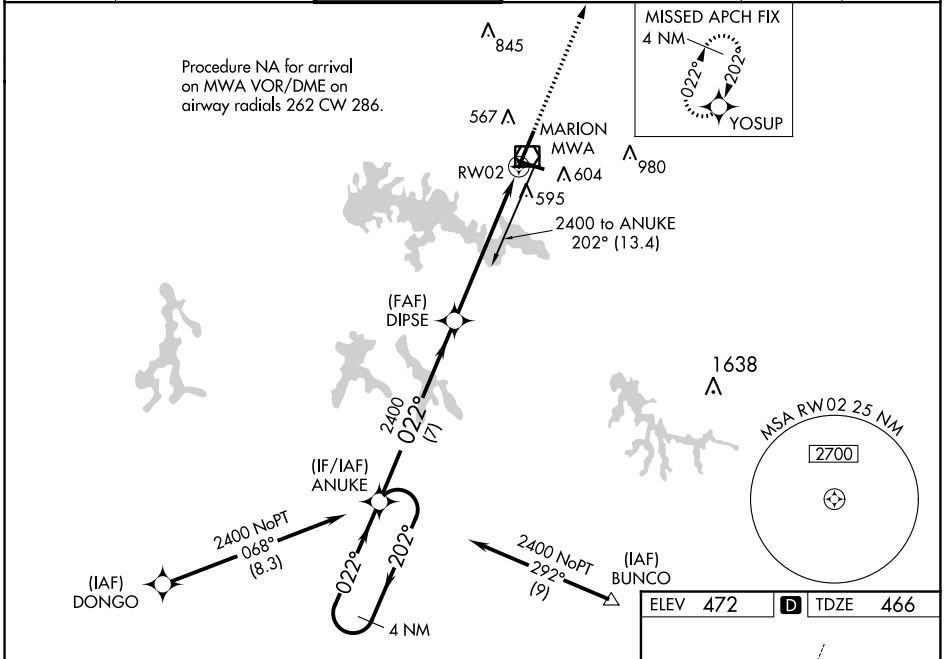 845
Procedure NA for arrival
on MWA VOR/DME on
airway radials 262 CW 286.
MISSED APCH FIX
4 NM
022°
202°
YOSUP
567
MARION
MWA
RW02
604
980
595
2400 to ANUKE
202° (13.4)
(FAF)
DIPSE
1638
2400
022°
(7)
MSA RW02 25 NM
2700
(IF/IAF)
ANUKE
2400 NoPT
068°
(8.3)
(IAF)
DONGO
022°
202°
4 NM
2400 NoPT
292°
(9)
(IAF)
BUNCO
ELEV 472 D TDZE 466